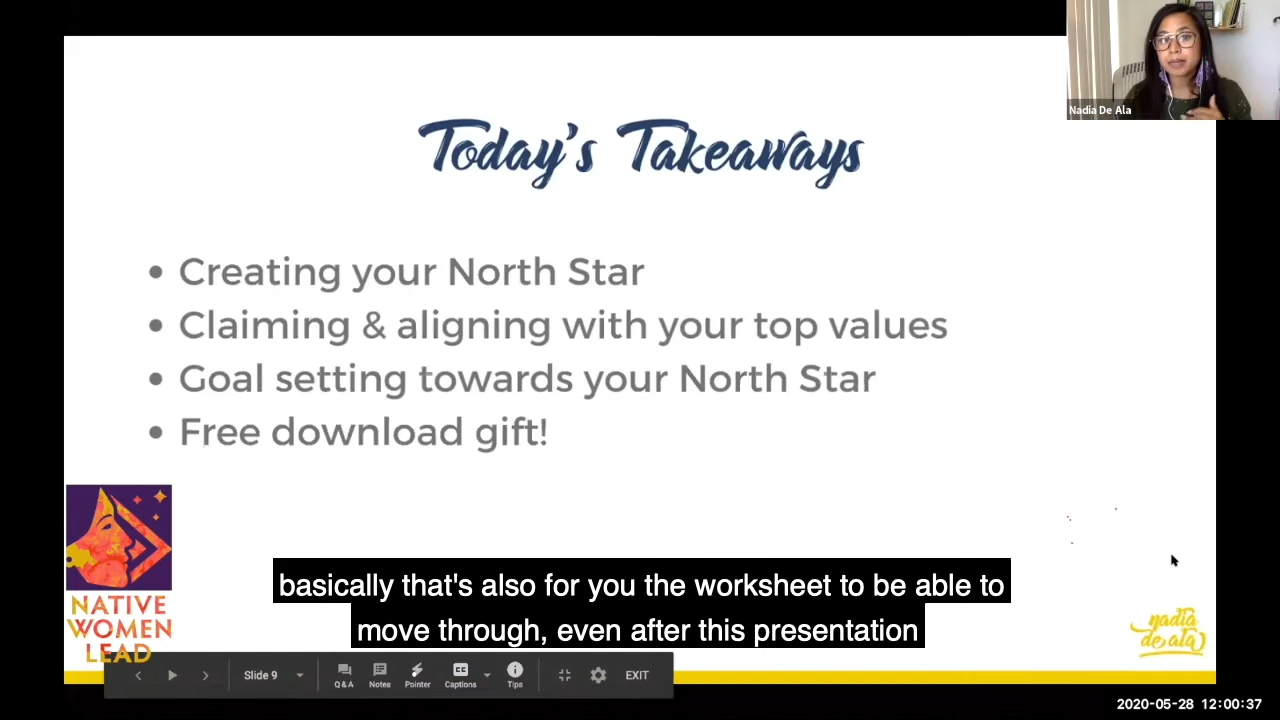 Nadia De Ala
Today's Takeaways
• Creating your North Star
• Claiming & aligning with your top values
• Goal setting towards your North Star
• Free download gift!
NATIVE
WOMEN
LEAD
basically that's also for you the worksheet to be able to
move through, even after this presentation
nadia
de ala
Slide 9
Q&A
Notes
Pointer
CC
Captions
Tips
EXIT
2020-05-28 12:00:37